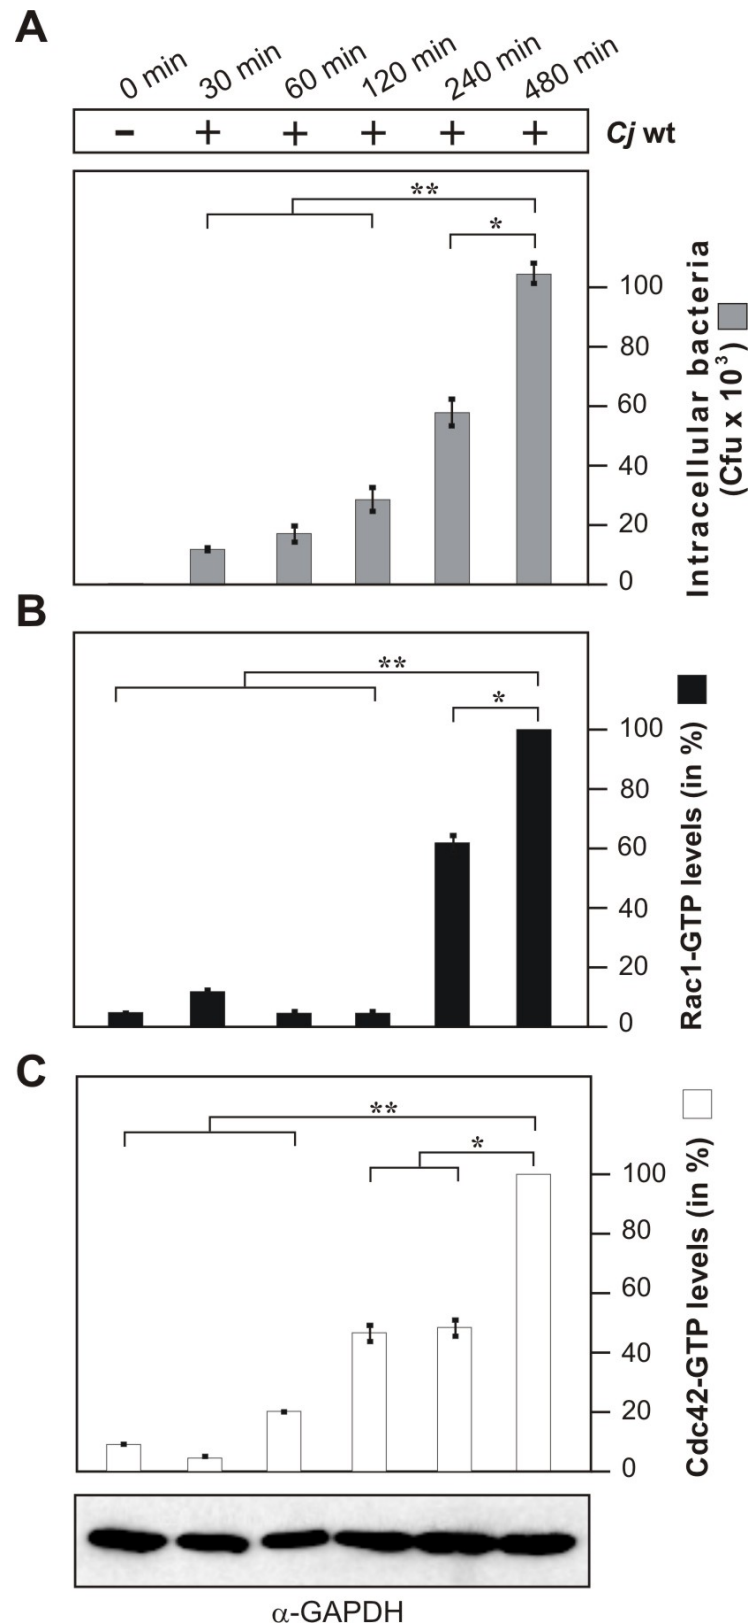 A
0 min 30 min 60 min 120 min 240 min 480 min
− + + + + + Cj wt
**
*
100
80
60
40
20
0
Intracellular bacteria
(Cfu x 10³)
B
**
*
100
80
60
40
20
0
Rac1-GTP levels (in %)
C
**
*
100
80
60
40
20
0
Cdc42-GTP levels (in %)
α-GAPDH